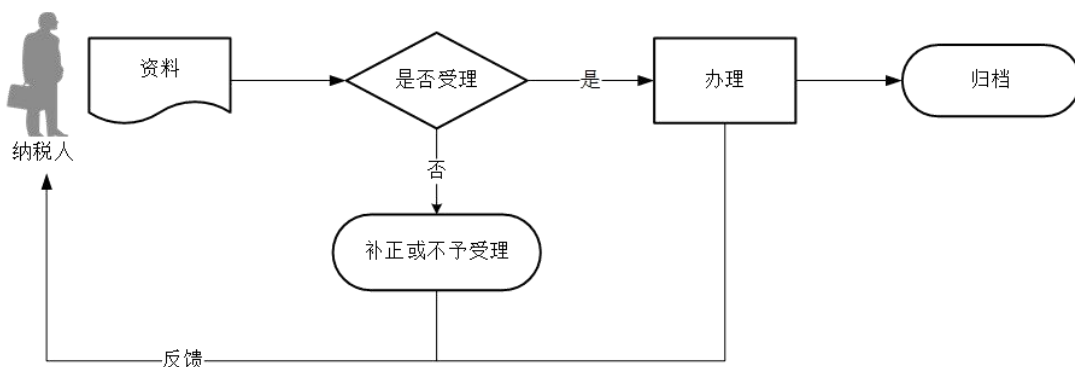 资料
是否受理
是
办理
归档
纳税人
否
补正或不予受理
反馈